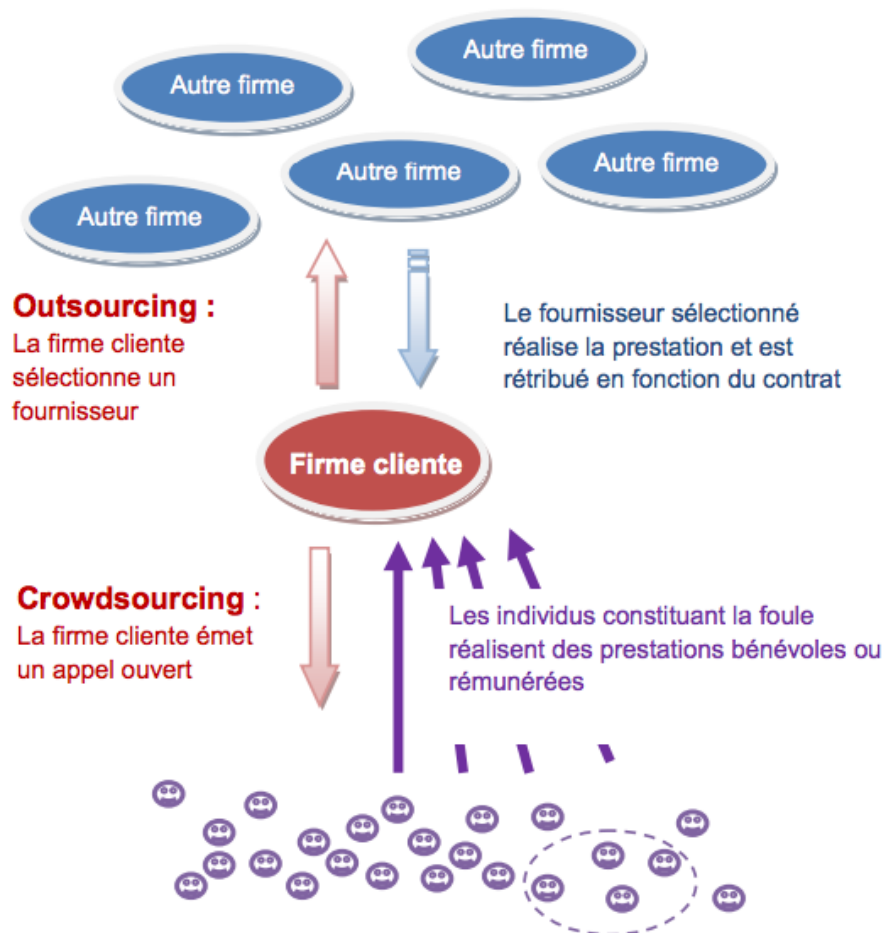 Autre firme
Autre firme
Autre firme
Autre firme
Autre firme
Outsourcing :
La firme cliente
sélectionne un
fournisseur
Le fournisseur sélectionné
réalise la prestation et est
rétribué en fonction du contrat
Firme cliente
Crowdsourcing :
La firme cliente émet
un appel ouvert
Les individus constituant la foule
réalisent des prestations bénévoles ou
rémunérées